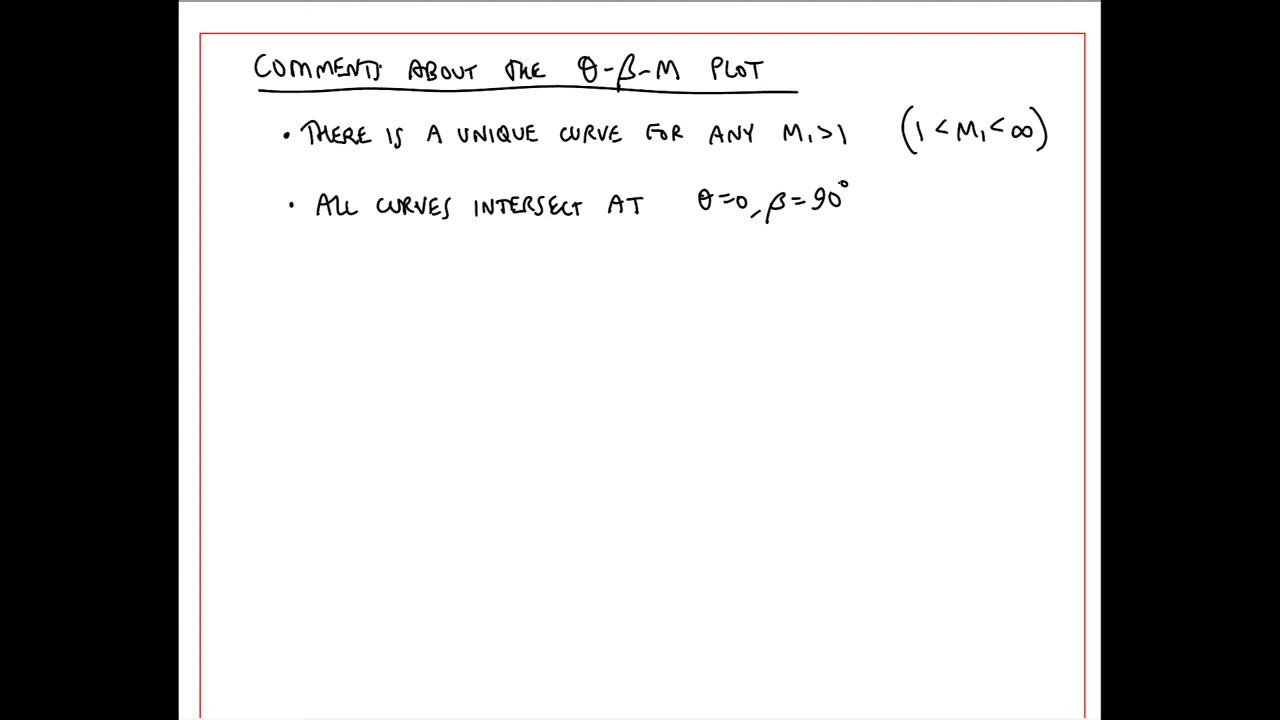 COMMENTS ABOUT THE θ-β-M PLOT
• THERE IS A UNIQUE CURVE FOR ANY M₁>1 (1<M₁<∞)
• ALL CURVES INTERSECT AT θ=0, β=90°